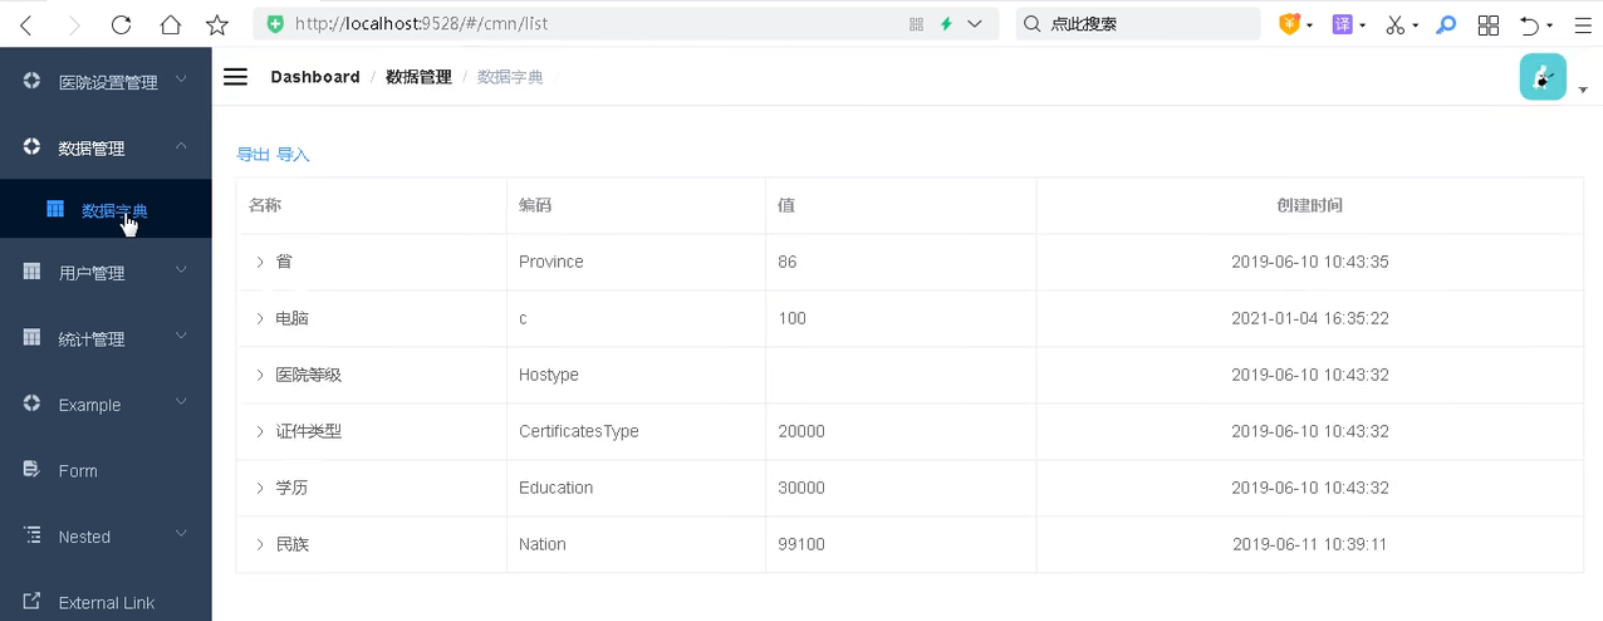 http://localhost:9528/#/cmn/list
点此搜索
译
医院设置管理
数据管理
数据字典
用户管理
统计管理
Example
Form
Nested
External Link
Dashboard / 数据管理 / 数据字典
导出 导入
名称 编码 值 创建时间
省 Province 86 2019-06-10 10:43:35
电脑 c 100 2021-01-04 16:35:22
医院等级 Hostype 2019-06-10 10:43:32
证件类型 CertificatesType 20000 2019-06-10 10:43:32
学历 Education 30000 2019-06-10 10:43:32
民族 Nation 99100 2019-06-11 10:39:11